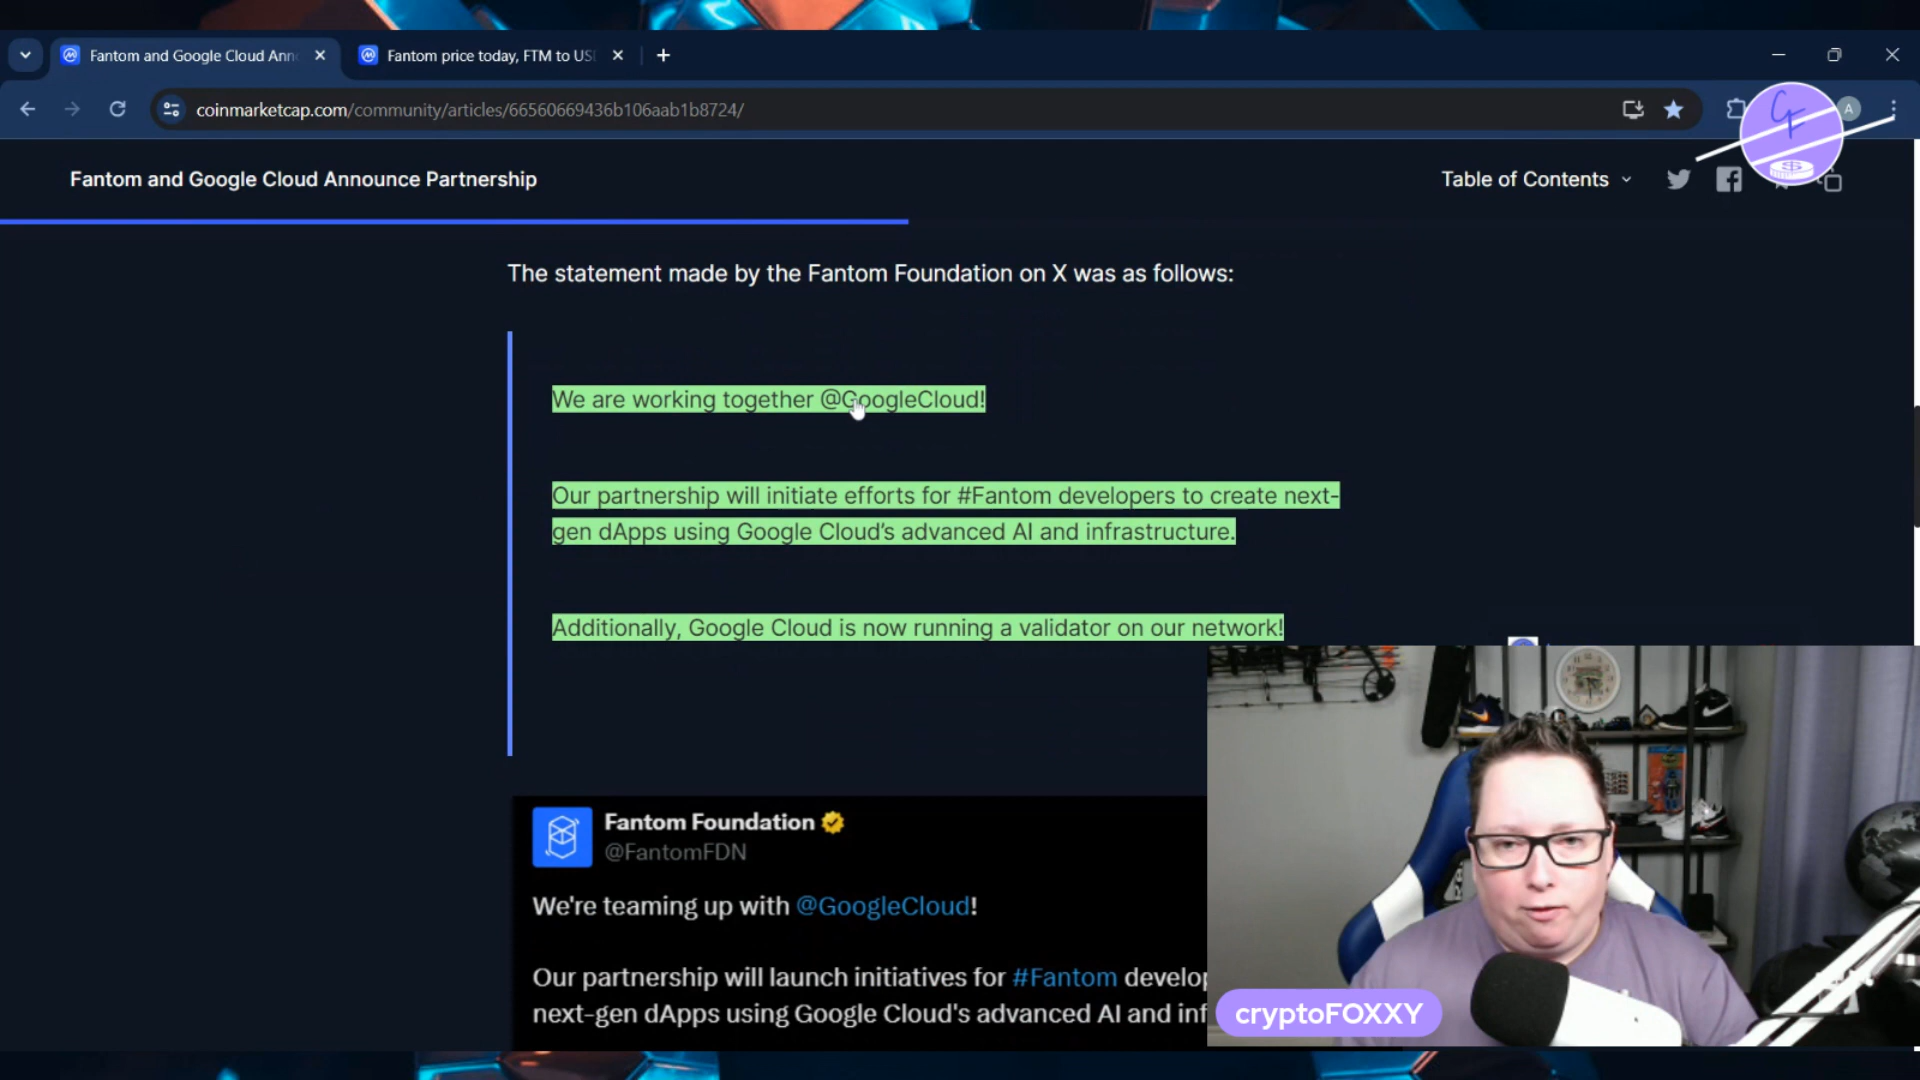 Fantom and Google Cloud Ann
Fantom price today, FTM to US
coinmarketcap.com/community/articles/66560669436b106aab1b8724/
A
Fantom and Google Cloud Announce Partnership
Table of Contents
The statement made by the Fantom Foundation on X was as follows:
We are working together @GoogleCloud!
Our partnership will initiate efforts for #Fantom developers to create next-
gen dApps using Google Cloud’s advanced AI and infrastructure.
Additionally, Google Cloud is now running a validator on our network!
Fantom Foundation
@FantomFDN
We're teaming up with @GoogleCloud!
Our partnership will launch initiatives for #Fantom develop
next-gen dApps using Google Cloud's advanced AI and inf
cryptoFOXXY